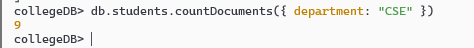 collegeDB> db.students.countDocuments({ department: "CSE" })
9
collegeDB>